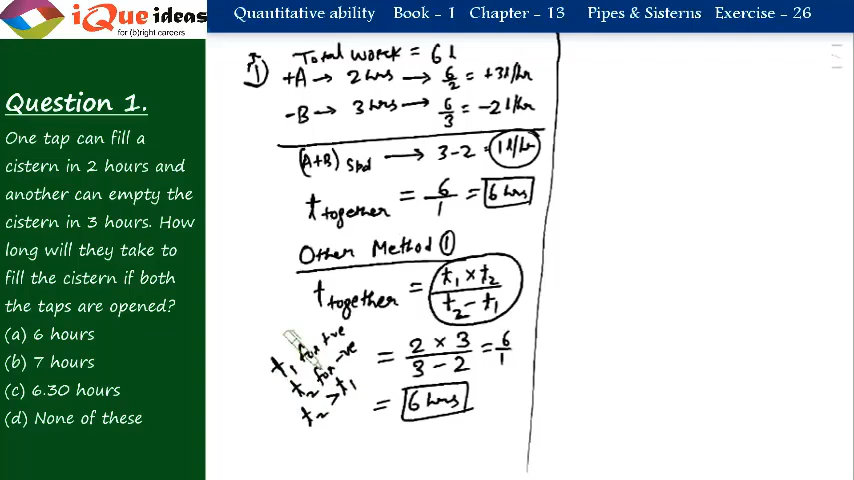 iQue ideas
for (b)right careers
Quantitative ability Book - 1 Chapter - 13 Pipes & Sisterns Exercise - 26
Question 1.
One tap can fill a
cistern in 2 hours and
another can empty the
cistern in 3 hours. How
long will they take to
fill the cistern if both
the taps are opened?
(a) 6 hours
(b) 7 hours
(c) 6.30 hours
(d) None of these
1) Total work = 6 l
+A → 2 hrs → 6/2 = +3 l/hr
-B → 3 hrs → 6/3 = -2 l/hr
(A+B) Spd → 3 - 2 = 1 l/hr
t together = 6/1 = 6 hrs
Other Method 1
t together = t₁ × t₂ / t₂ - t₁
t₁ for +ve
t₂ for -ve
t₂ > t₁
= 2 × 3 / 3 - 2 = 6/1
= 6 hrs